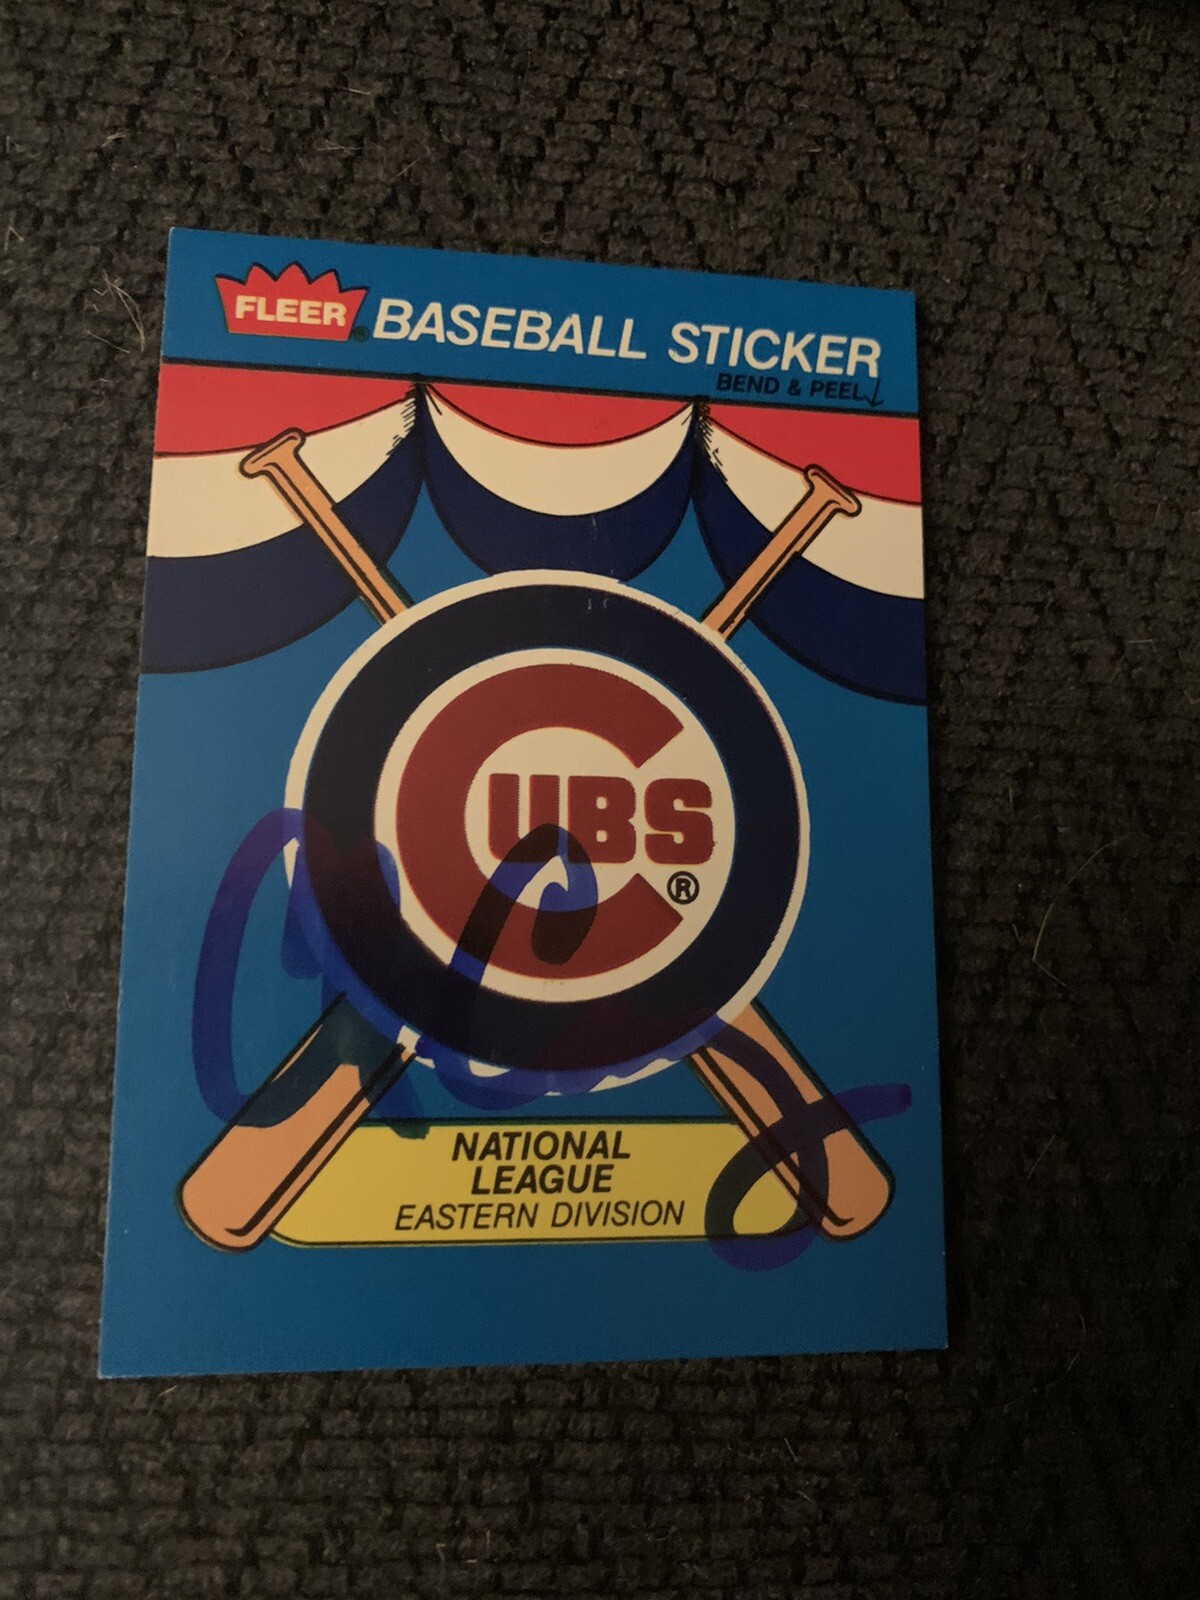 FLEER® BASEBALL STICKER
BEND & PEEL
CUBS
®
NATIONAL
LEAGUE
EASTERN DIVISION